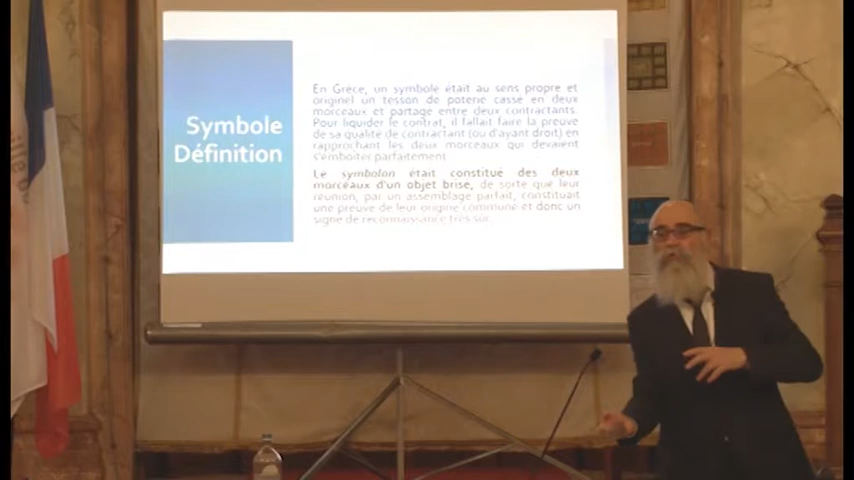 Symbole
Définition
En Grèce, un symbole était au sens propre et
originel un tesson de poterie cassé en deux
morceaux et partagé entre deux contractants.
Pour liquider le contrat, il fallait faire la preuve
de sa qualité de contractant (ou d'ayant droit) en
rapprochant les deux morceaux qui devaient
s'emboîter parfaitement.
Le symbolon était constitué des deux
morceaux d'un objet brisé, de sorte que leur
réunion, par un assemblage parfait, constituait
une preuve de leur origine commune et donc un
signe de reconnaissance très sûr.